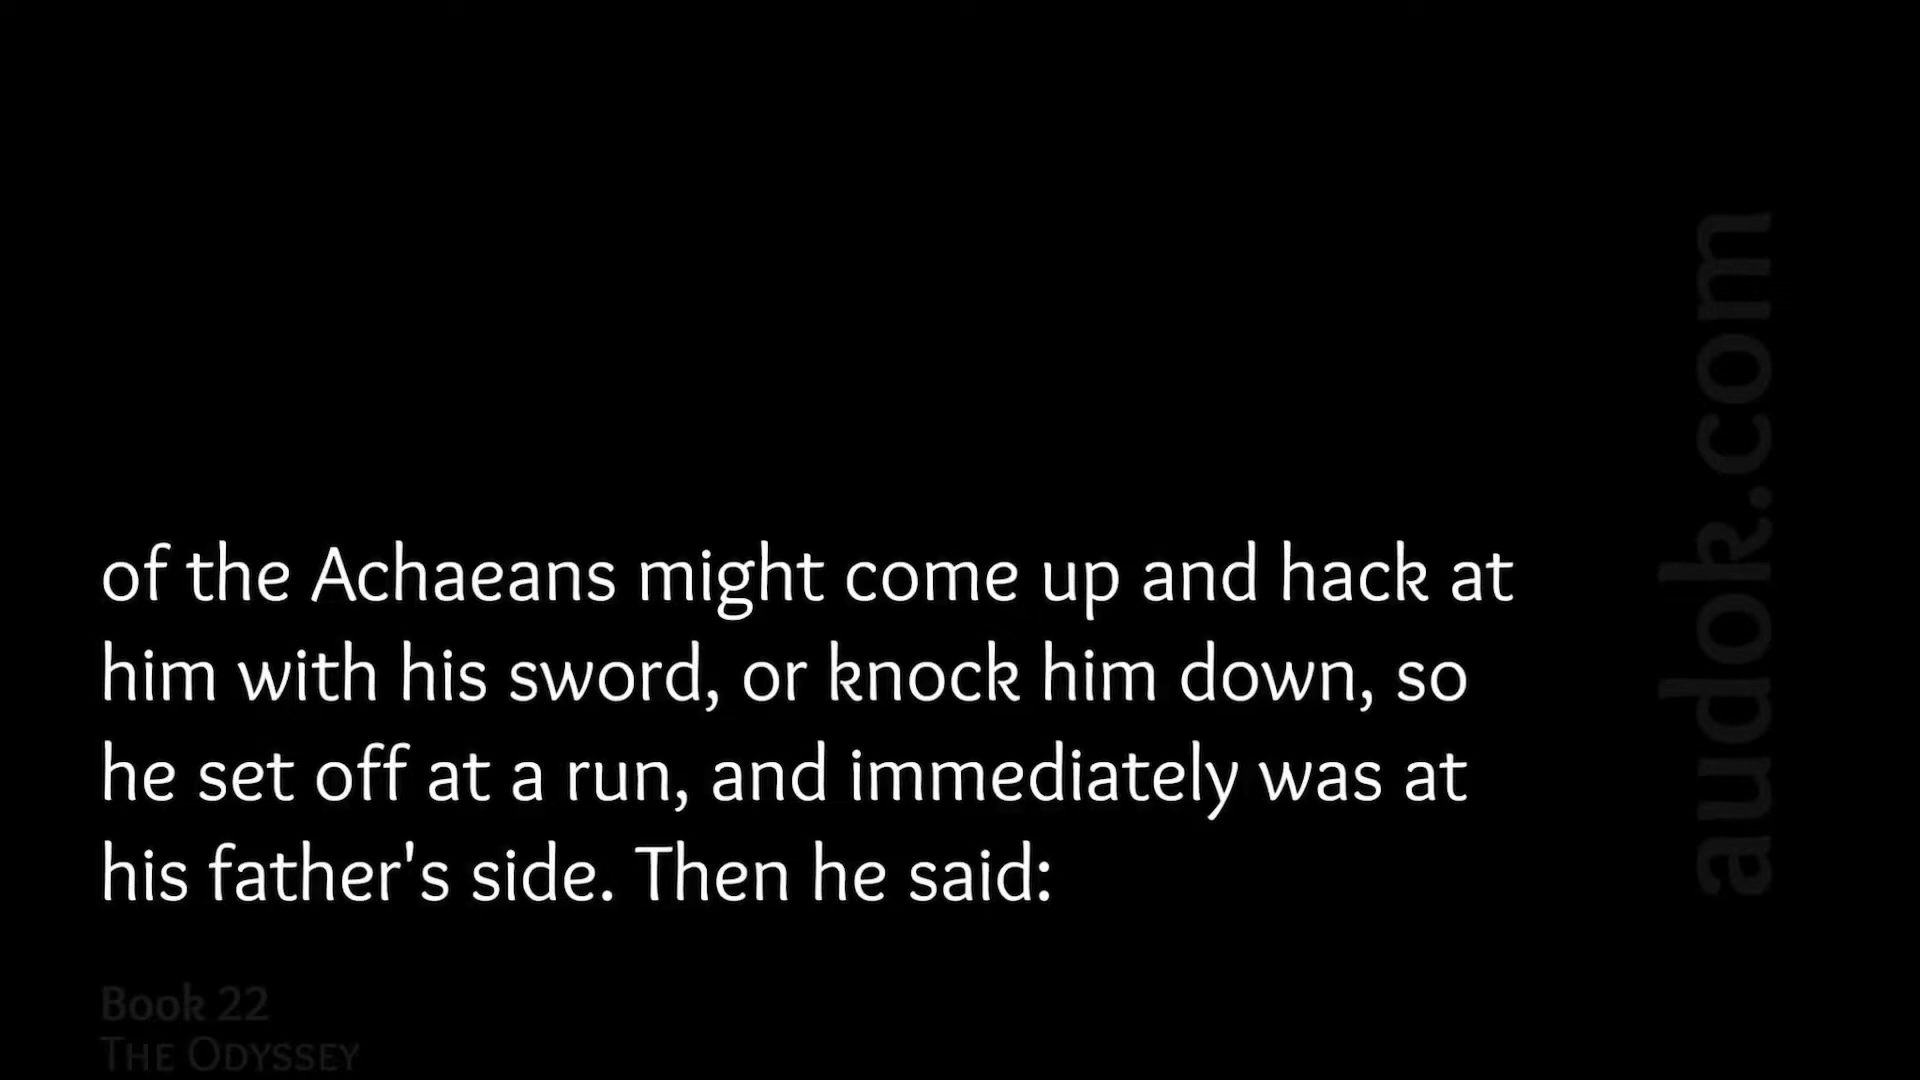 of the Achaeans might come up and hack at
him with his sword, or knock him down, so
he set off at a run, and immediately was at
his father's side. Then he said:
Book 22
THE ODYSSEY
audok.com